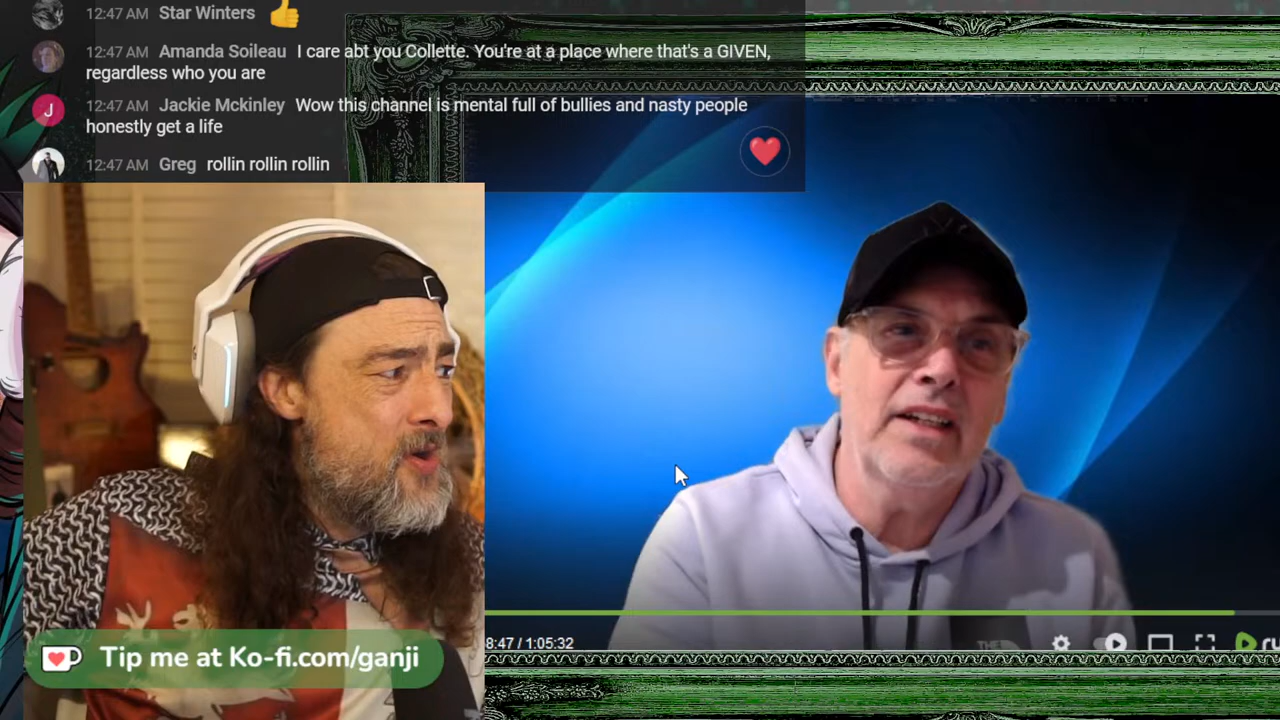 12:47 AM Star Winters
12:47 AM Amanda Soileau I care abt you Collette. You're at a place where that's a GIVEN,
regardless who you are
J 12:47 AM Jackie Mckinley Wow this channel is mental full of bullies and nasty people
honestly get a life
12:47 AM Greg rollin rollin rollin
Tip me at Ko-fi.com/ganji
8:47 / 1:05:32